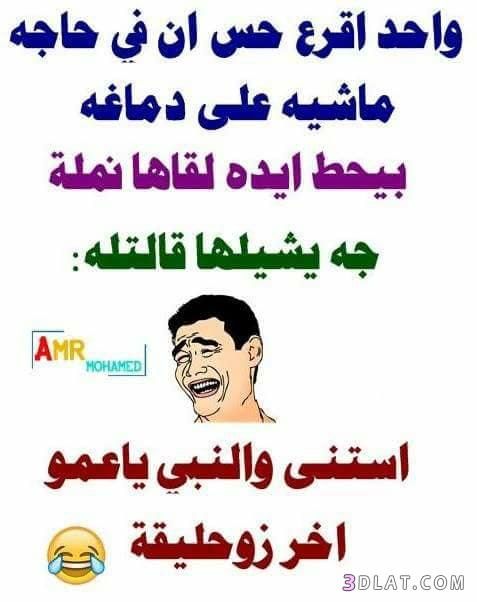 واحد اقرع حس ان في حاجه
ماشيه على دماغه
بيحط ايده لقاها نملة
جه يشيلها قالتله:
AMR
MOHAMED
استنى والنبي ياعمو
اخر زوحليقة
3DLAT.COM